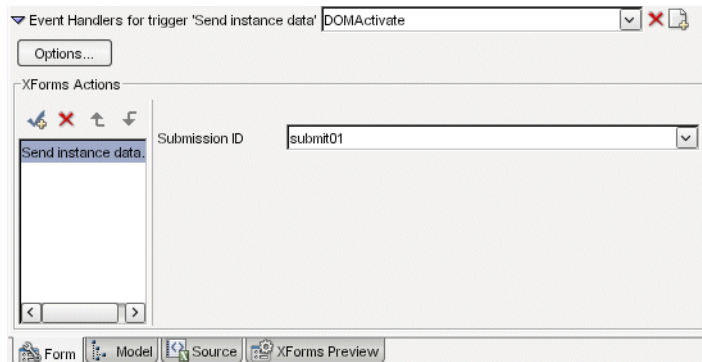 Event Handlers for trigger 'Send instance data' DOMActivate
Options...
XForms Actions
Submission ID submit01
Send instance data.
Form Model Source XForms Preview